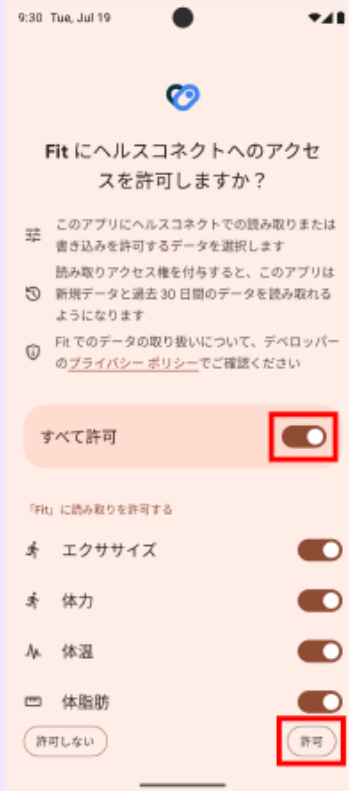 9:30 Tue, Jul 19
Fit にヘルスコネクトへのアクセ
スを許可しますか？
このアプリにヘルスコネクトでの読み取りまたは
書き込みを許可するデータを選択します
読み取りアクセス権を付与すると、このアプリは
新規データと過去 30 日間のデータを読み取れる
ようになります
Fit でのデータの取り扱いについて、デベロッパー
のプライバシー ポリシーでご確認ください
すべて許可
「Fit」に読み取りを許可する
エクササイズ
体力
体温
体脂肪
許可しない
許可